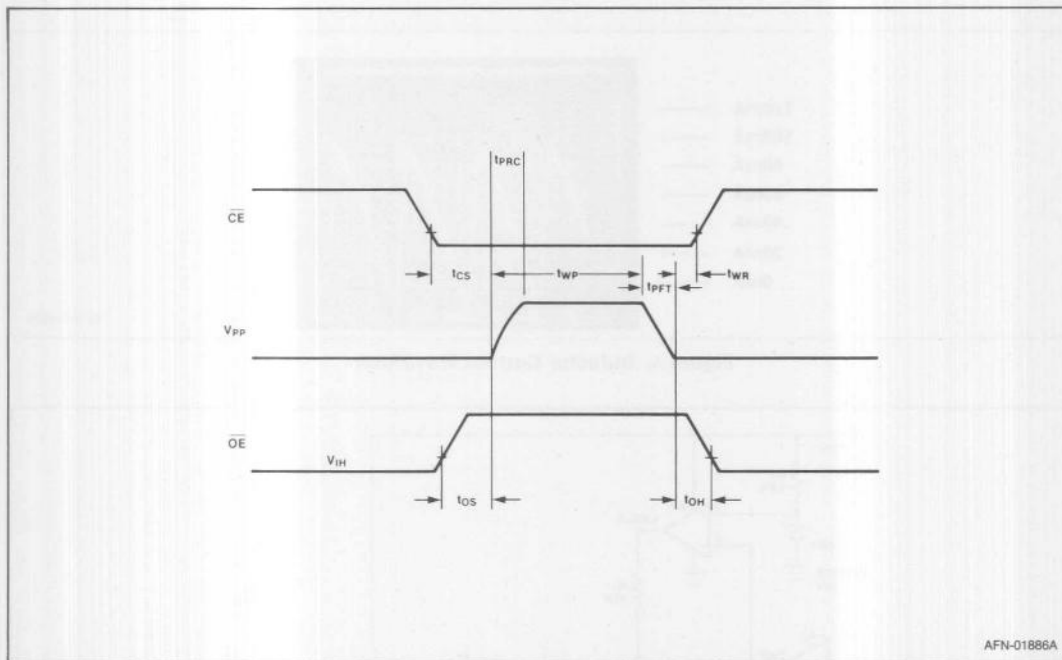 tPRC
CE
tCS
tWP
tWR
tPFT
VPP
OE
VIH
tOS
tOH
AFN-01886A